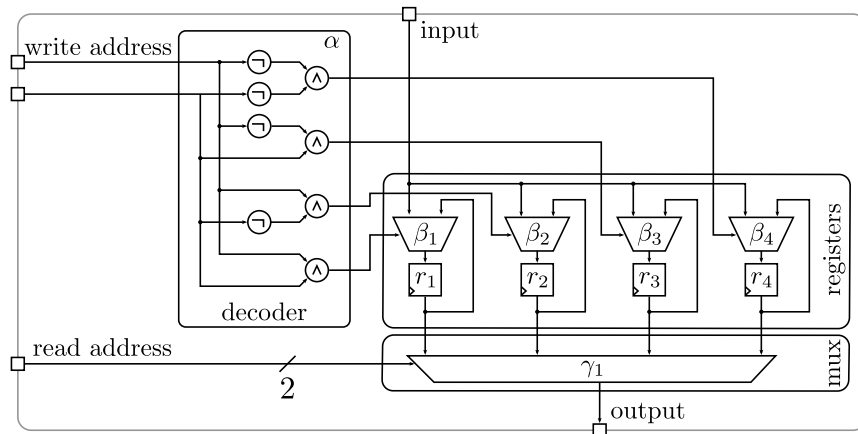 input
write address
α
¬
∧
¬
¬
∧
∧
¬
∧
decoder
β1 β2 β3 β4
r1 r2 r3 r4
registers
read address
2
γ1
mux
output